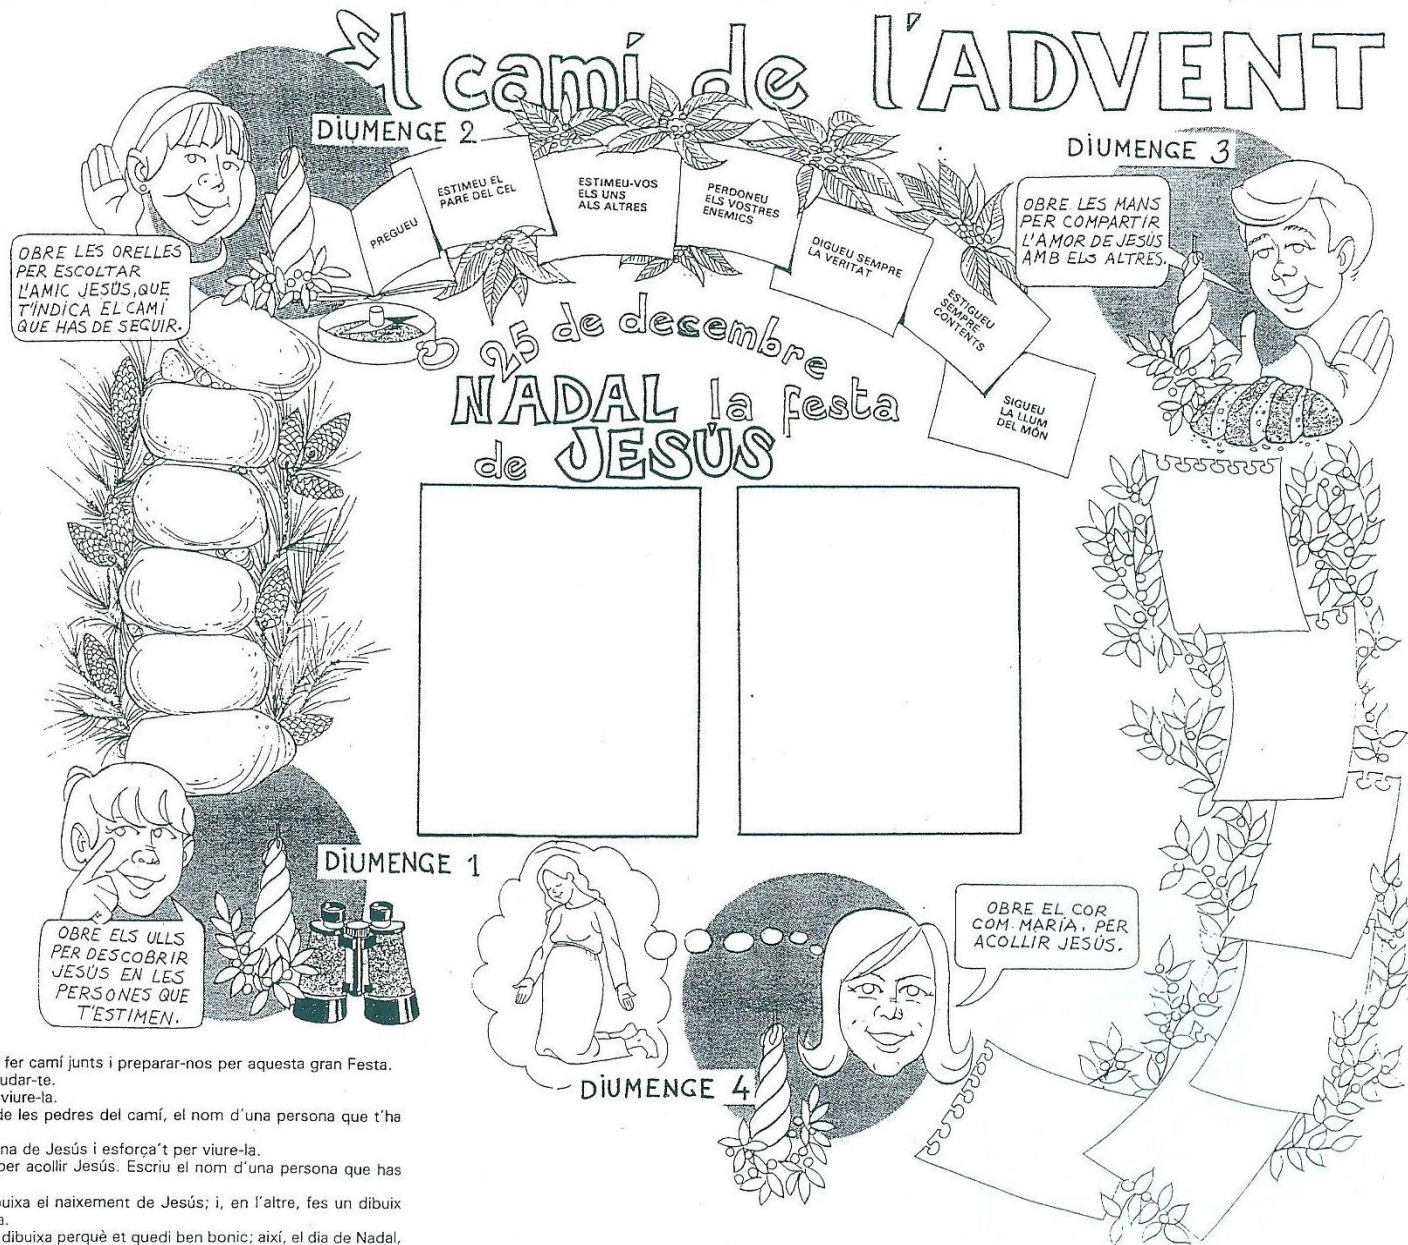 El camí de l'ADVENT
DIUMENGE 2
OBRE LES ORELLES
PER ESCOLTAR
L'AMIC JESÚS, QUE
T'INDICA EL CAMÍ
QUE HAS DE SEGUIR.
PREGUEU
ESTIMEU EL
PARE DEL CEL
ESTIMEU-VOS
ELS UNS
ALS ALTRES
PERDONEU
ELS VOSTRES
ENEMICS
DIGUEU SEMPRE
LA VERITAT
ESTIGUEU
SEMPRE
CONTENTS
SIGUEU
LA LLUM
DEL MÓN
DIUMENGE 3
OBRE LES MANS
PER COMPARTIR
L'AMOR DE JESÚS
AMB ELS ALTRES.
25 de decembre
NADAL la festa
de JESÚS
DIUMENGE 1
OBRE ELS ULLS
PER DESCOBRIR
JESÚS EN LES
PERSONES QUE
T'ESTIMEN.
DIUMENGE 4
OBRE EL COR
COM MARÍA, PER
ACOLLIR JESÚS.
fer camí junts i preparar-nos per aquesta gran Festa.
udar-te.
viure-la.
de les pedres del camí, el nom d'una persona que t'ha
na de Jesús i esforça't per viure-la.
per acollir Jesús. Escriu el nom d'una persona que has
uixa el naixement de Jesús; i, en l'altre, fes un dibuix
a.
dibuixa perquè et quedi ben bonic; així, el dia de Nadal,